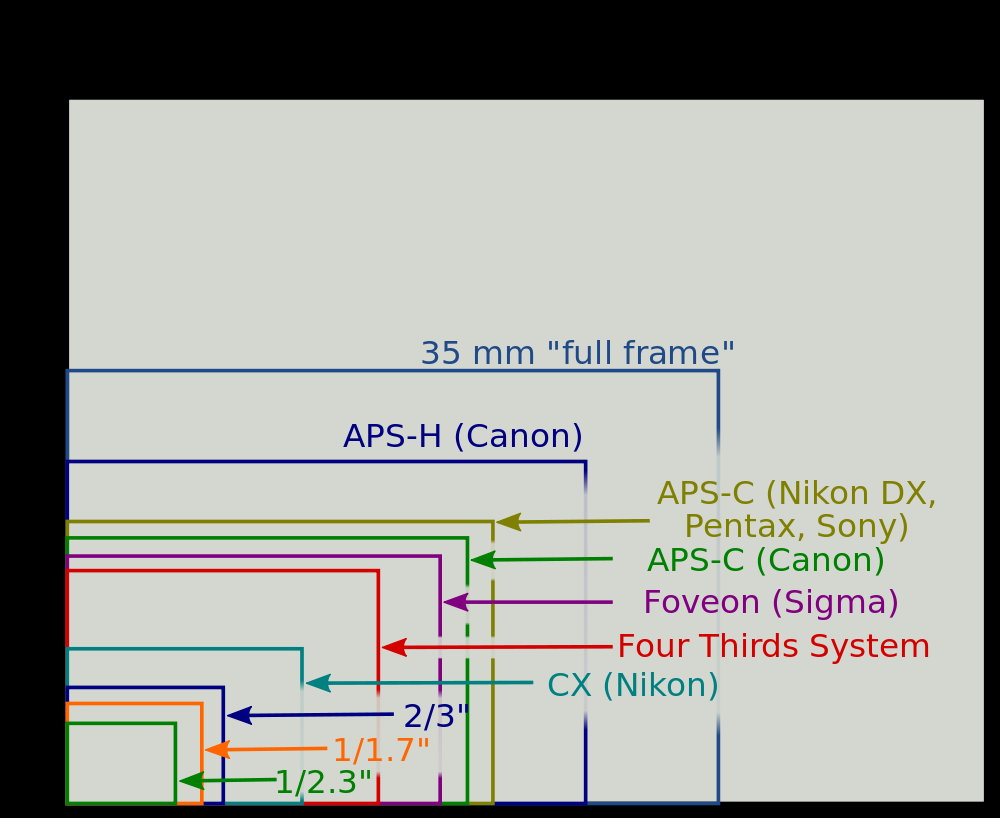 35 mm "full frame"
APS-H (Canon)
APS-C (Nikon DX,
Pentax, Sony)
APS-C (Canon)
Foveon (Sigma)
Four Thirds System
CX (Nikon)
2/3"
1/1.7"
1/2.3"